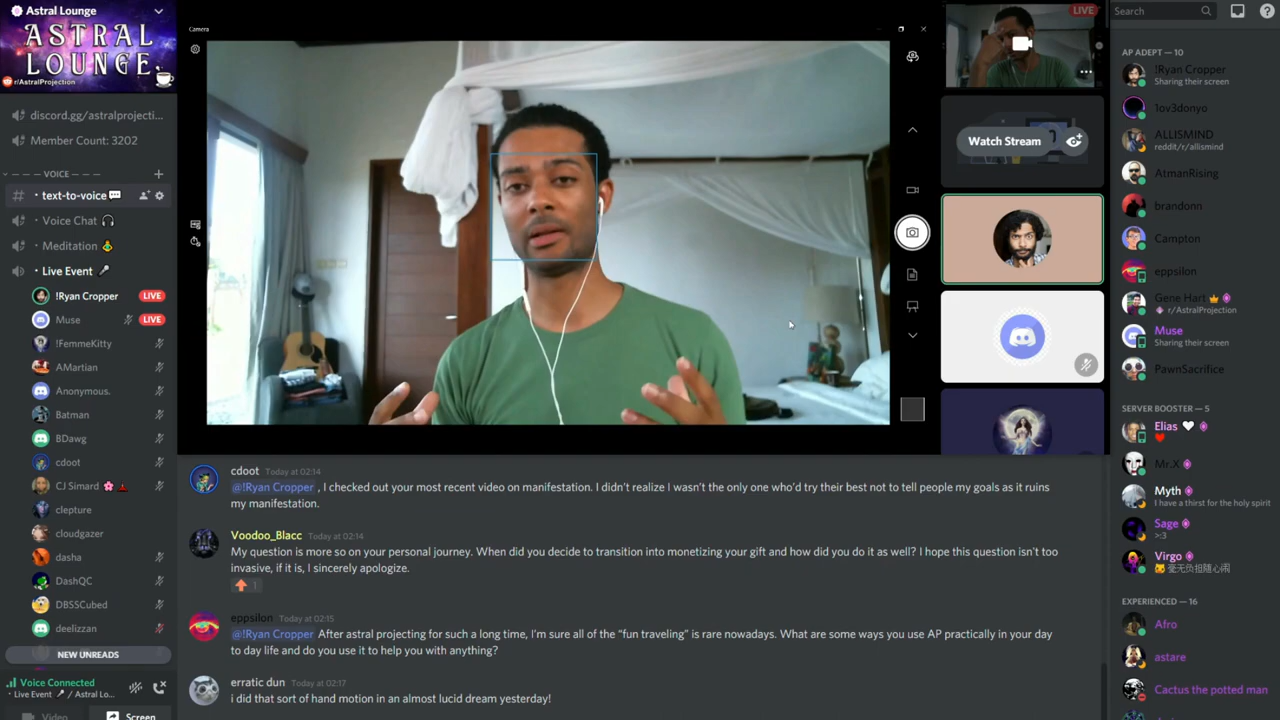 Astral Lounge
ASTRAL
LOUNGE
r/AstralProjection
discord.gg/astralprojecti...
Member Count: 3202
VOICE
text-to-voice
Voice Chat
Meditation
Live Event
!Ryan Cropper LIVE
Muse LIVE
!FemmeKitty
AMartian
Anonymous.
Batman
BDawg
cdoot
CJ Simard
clepture
cloudgazer
dasha
DashQC
DBSSCubed
deelizzan
NEW UNREADS
Voice Connected
Live Event / Astral Lo...
Video Screen
Camera
LIVE
Watch Stream
cdoot Today at 02:14
@!Ryan Cropper , I checked out your most recent video on manifestation. I didn't realize I wasn't the only one who'd try their best not to tell people my goals as it ruins
my manifestation.
Voodoo_Blacc Today at 02:14
My question is more so on your personal journey. When did you decide to transition into monetizing your gift and how did you do it as well? I hope this question isn't too
invasive, if it is, I sincerely apologize.
1
eppsilon Today at 02:15
@!Ryan Cropper After astral projecting for such a long time, I'm sure all of the "fun traveling" is rare nowadays. What are some ways you use AP practically in your day
to day life and do you use it to help you with anything?
erratic dun Today at 02:17
i did that sort of hand motion in an almost lucid dream yesterday!
Search
AP ADEPT — 10
!Ryan Cropper
Sharing their screen
1ov3donyo
ALLISMIND
reddit/r/allismind
AtmanRising
brandonn
Campton
eppsilon
Gene Hart
r/AstralProjection
Muse
Sharing their screen
PawnSacrifice
SERVER BOOSTER — 5
Elias
Mr.X
Myth
I have a thirst for the holy spirit
Sage
>:3
Virgo
毫无负担随心闹
EXPERIENCED — 16
Afro
astare
Cactus the potted man